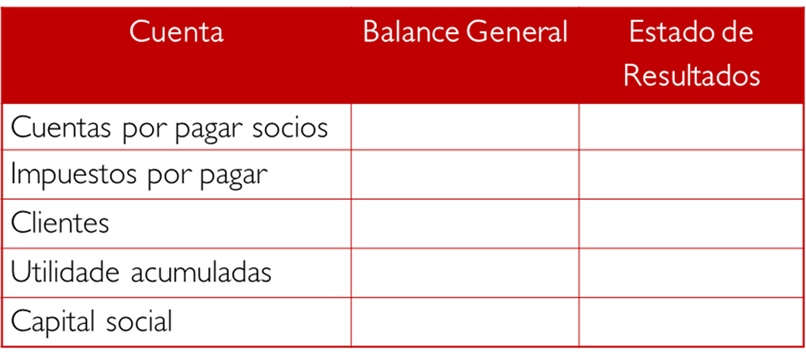 Cuenta Balance General Estado de
Resultados
Cuentas por pagar socios
Impuestos por pagar
Clientes
Utilidade acumuladas
Capital social